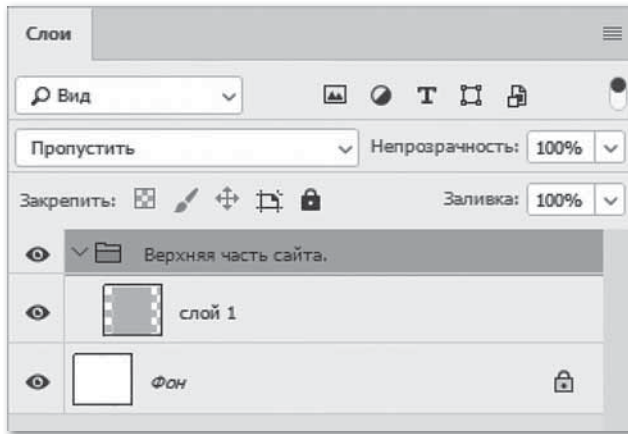 Слои
Вид
Пропустить
Непрозрачность: 100%
Закрепить:
Заливка: 100%
Верхняя часть сайта.
слой 1
Фон